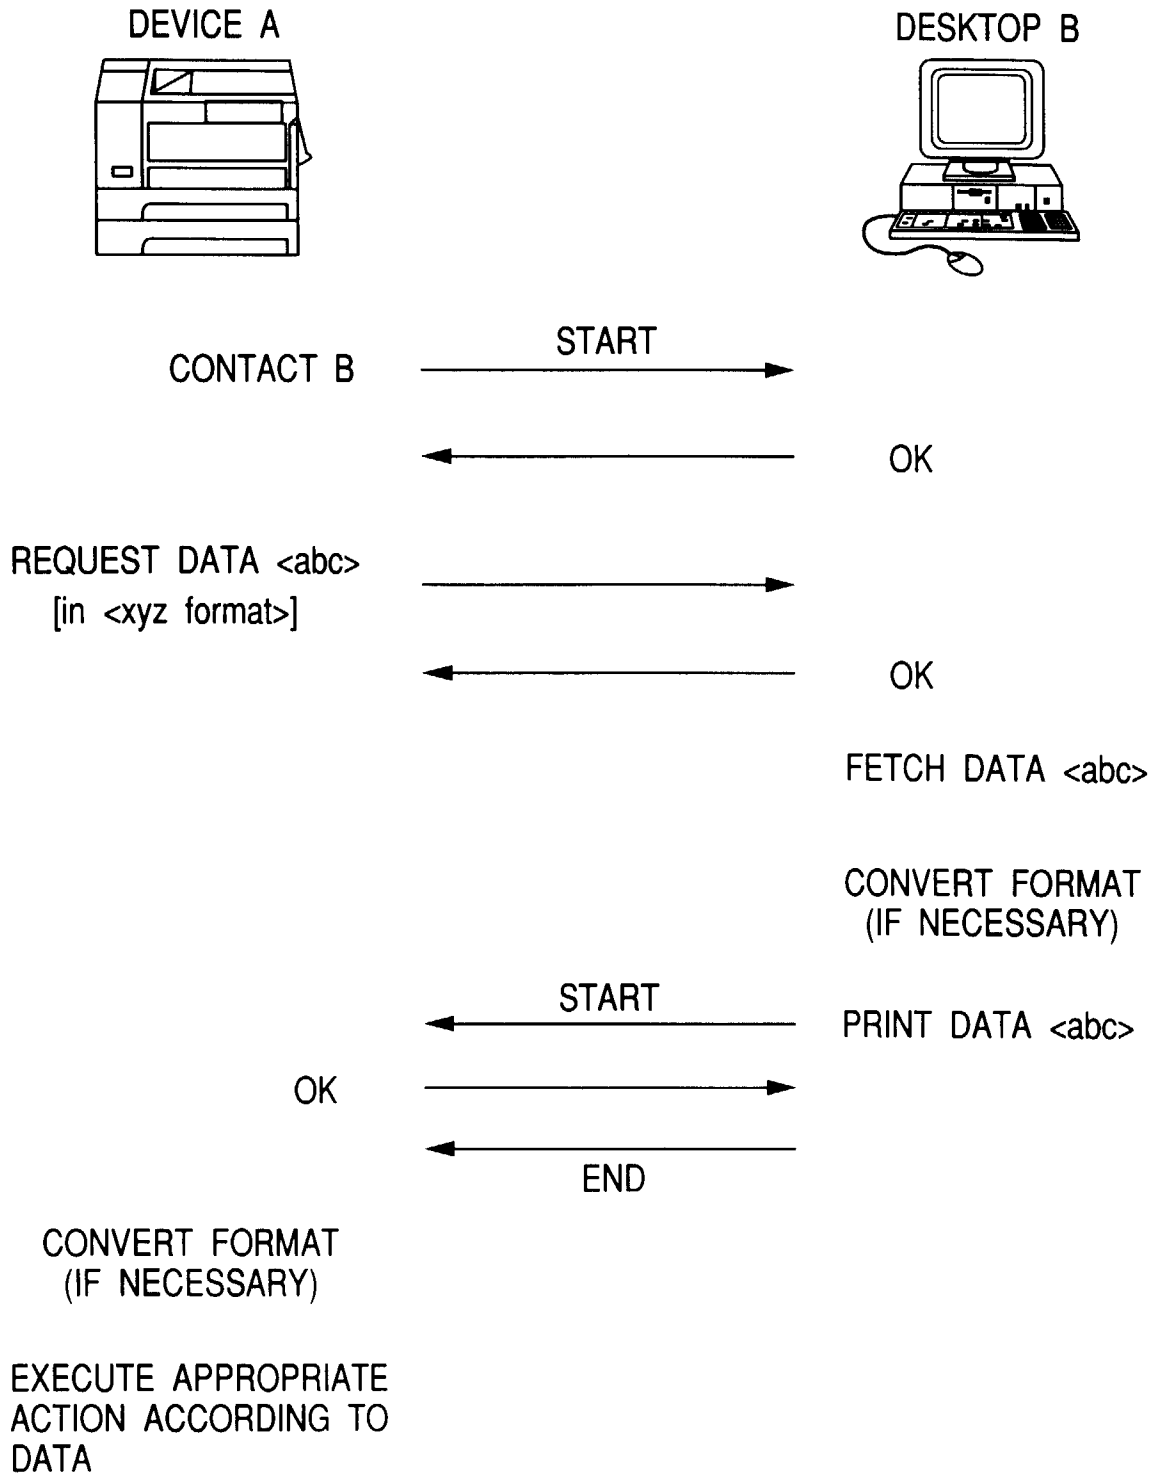 DEVICE A
DESKTOP B
START
CONTACT B
OK
REQUEST DATA <abc>
[in <xyz format>]
OK
FETCH DATA <abc>
CONVERT FORMAT
(IF NECESSARY)
START
PRINT DATA <abc>
OK
END
CONVERT FORMAT
(IF NECESSARY)
EXECUTE APPROPRIATE
ACTION ACCORDING TO
DATA